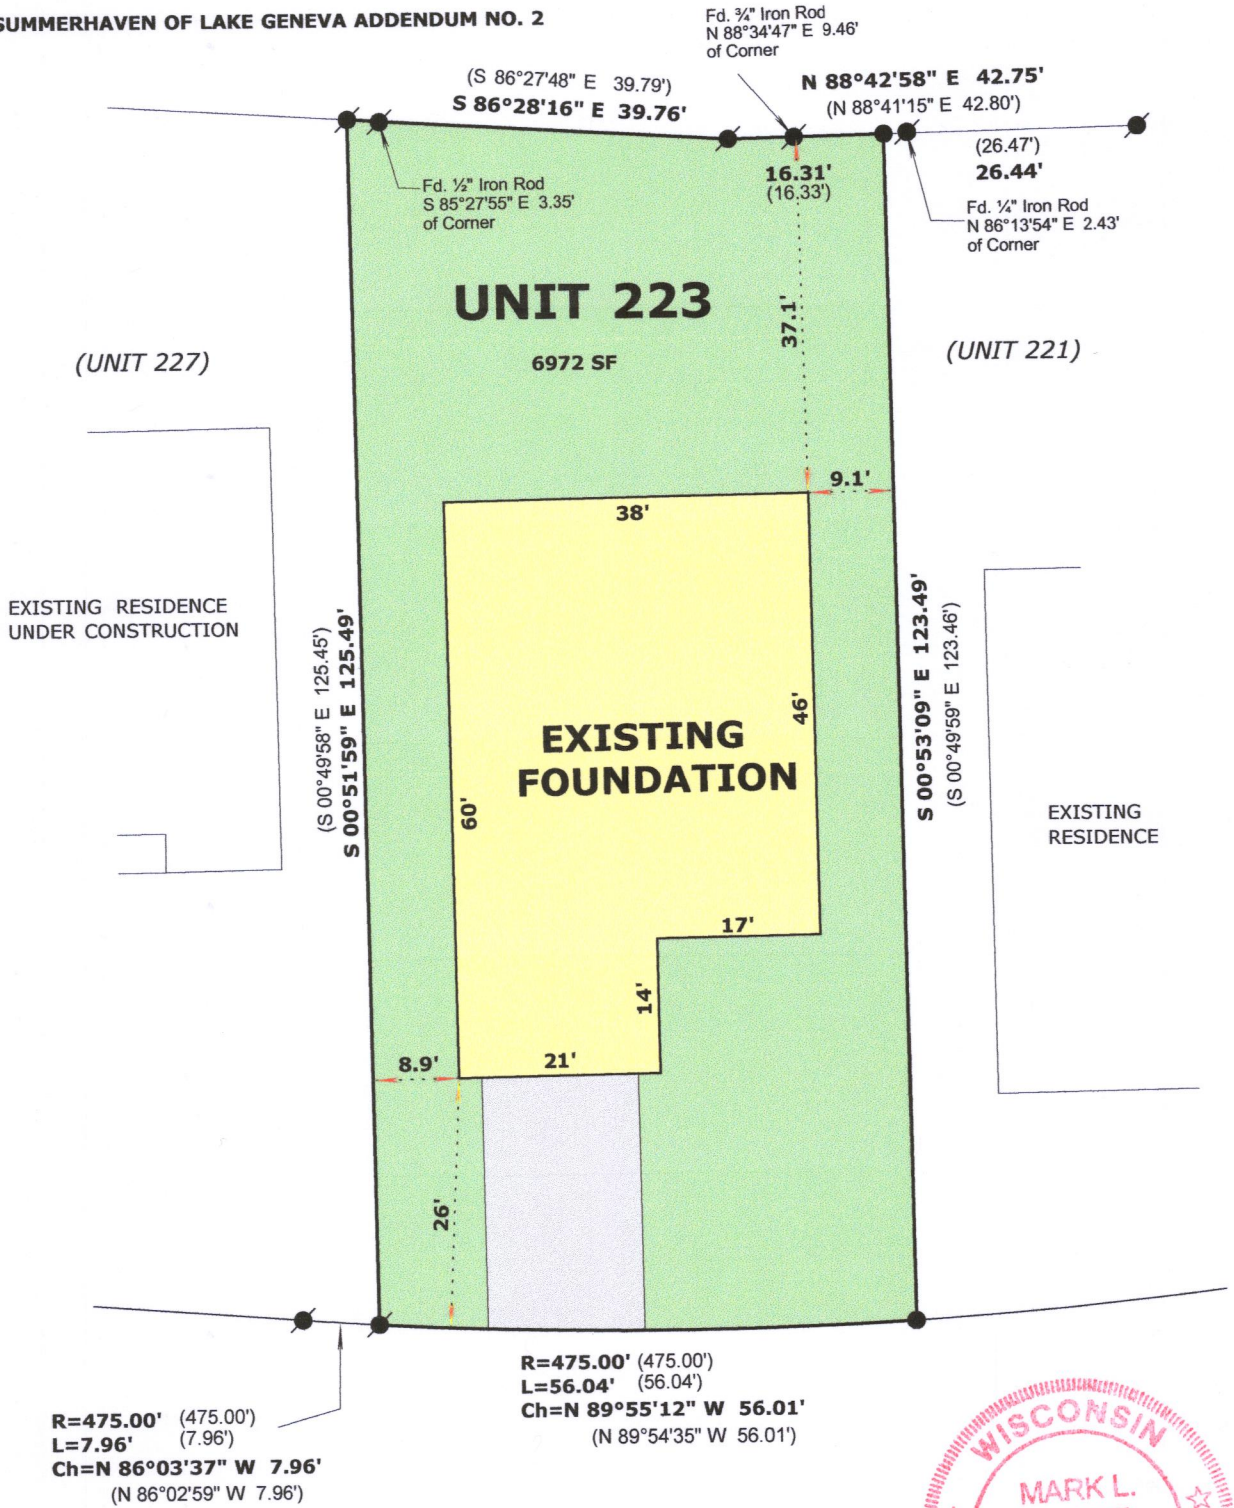 SUMMERHAVEN OF LAKE GENEVA ADDENDUM NO. 2
Fd. ¾" Iron Rod
N 88°34'47" E 9.46'
of Corner
(S 86°27'48" E 39.79')
S 86°28'16" E 39.76'
N 88°42'58" E 42.75'
(N 88°41'15" E 42.80')
(26.47')
26.44'
16.31'
(16.33')
Fd. ½" Iron Rod
S 85°27'55" E 3.35'
of Corner
Fd. ¼" Iron Rod
N 86°13'54" E 2.43'
of Corner
UNIT 223
6972 SF
37.1'
(UNIT 227)
(UNIT 221)
9.1'
38'
EXISTING RESIDENCE
UNDER CONSTRUCTION
(S 00°49'58" E 125.45')
S 00°51'59" E 125.49'
60'
EXISTING
FOUNDATION
46'
S 00°53'09" E 123.49'
(S 00°49'59" E 123.46')
EXISTING
RESIDENCE
17'
14'
21'
8.9'
26'
R=475.00' (475.00')
L=56.04' (56.04')
Ch=N 89°55'12" W 56.01'
(N 89°54'35" W 56.01')
R=475.00' (475.00')
L=7.96' (7.96')
Ch=N 86°03'37" W 7.96'
(N 86°02'59" W 7.96')
WISCONSIN
MARK L.